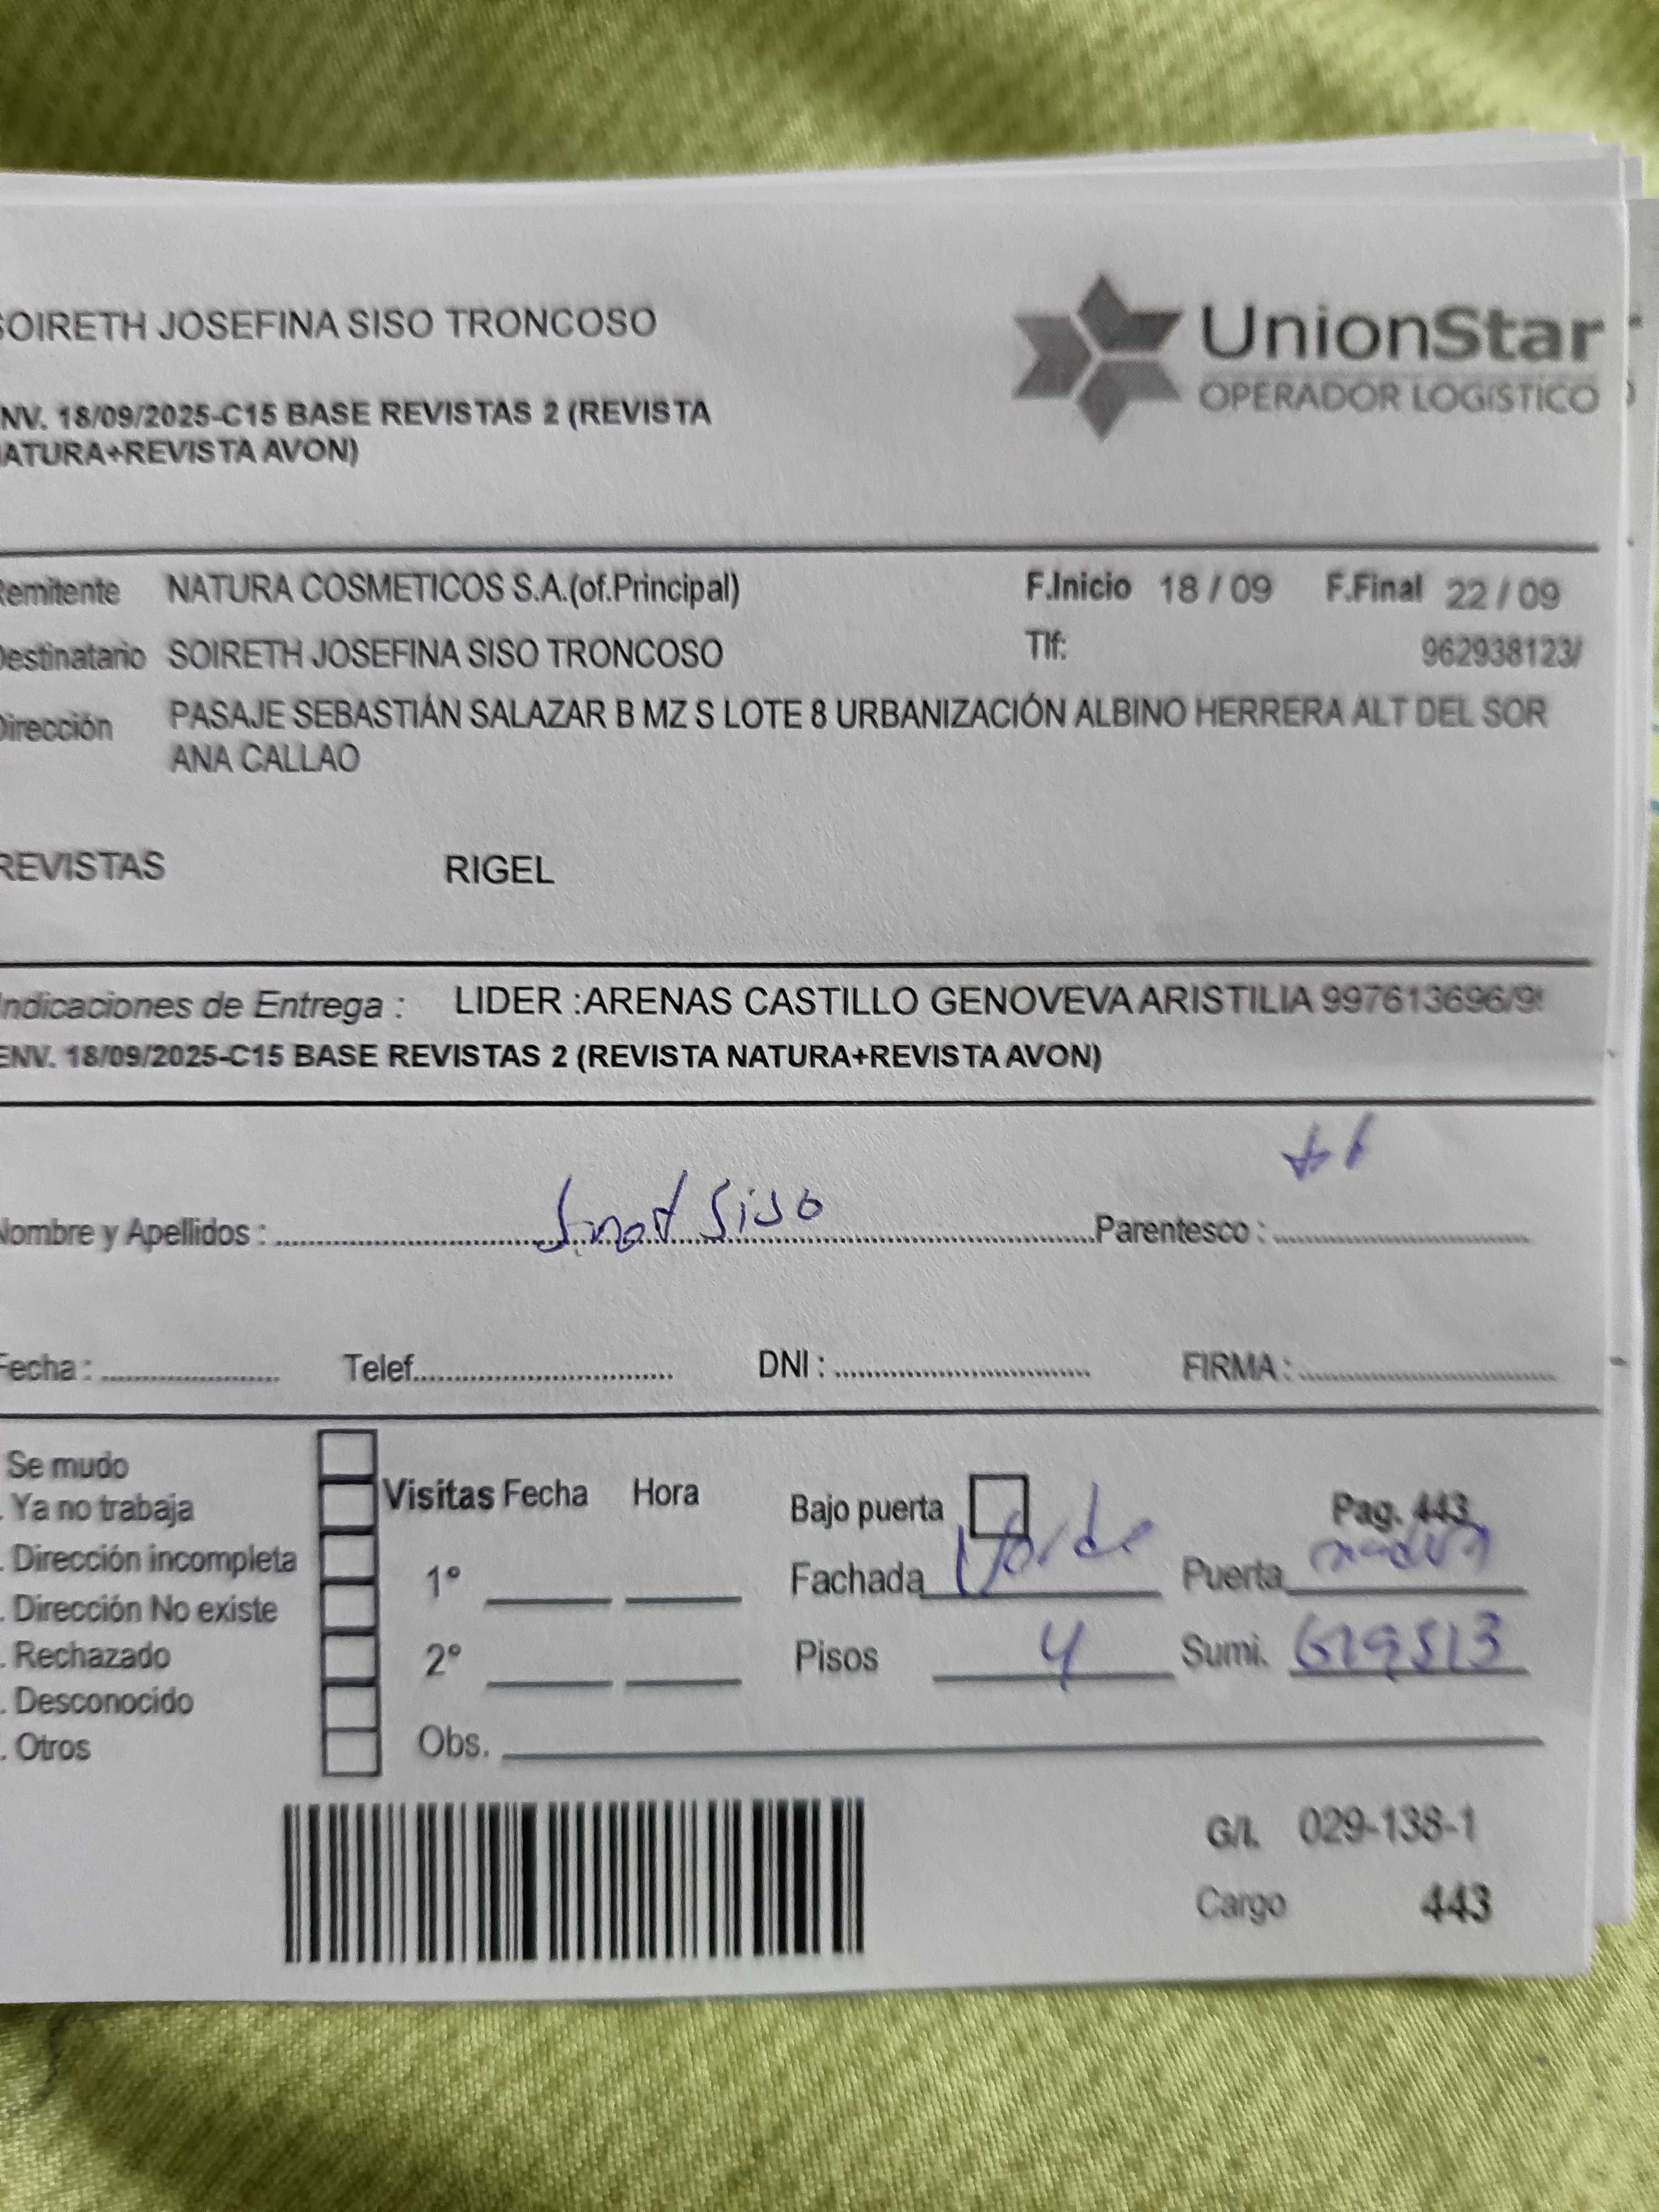 SOIRETH JOSEFINA SISO TRONCOSO
UnionStar
OPERADOR LOGÍSTICO
NV. 18/09/2025-C15 BASE REVISTAS 2 (REVISTA
ATURA+REVISTA AVON)
Remitente NATURA COSMETICOS S.A.(of.Principal) F.Inicio 18 / 09 F.Final 22 / 09
Destinatario SOIRETH JOSEFINA SISO TRONCOSO Tlf: 962938123/
Dirección PASAJE SEBASTIÁN SALAZAR B MZ S LOTE 8 URBANIZACIÓN ALBINO HERRERA ALT DEL SOR
ANA CALLAO
REVISTAS RIGEL
Indicaciones de Entrega : LIDER :ARENAS CASTILLO GENOVEVA ARISTILIA 997613696/9
ENV. 18/09/2025-C15 BASE REVISTAS 2 (REVISTA NATURA+REVISTA AVON)
Nombre y Apellidos : Siso Parentesco :
Fecha : Telef. DNI : FIRMA :
Se mudo
. Ya no trabaja
. Dirección incompleta
. Dirección No existe
. Rechazado
. Desconocido
. Otros
Visitas Fecha Hora
1°
2°
Obs.
Bajo puerta Pag. 443
Fachada Verde Puerta
Pisos 4 Sumi.
G/I. 029-138-1
Cargo 443